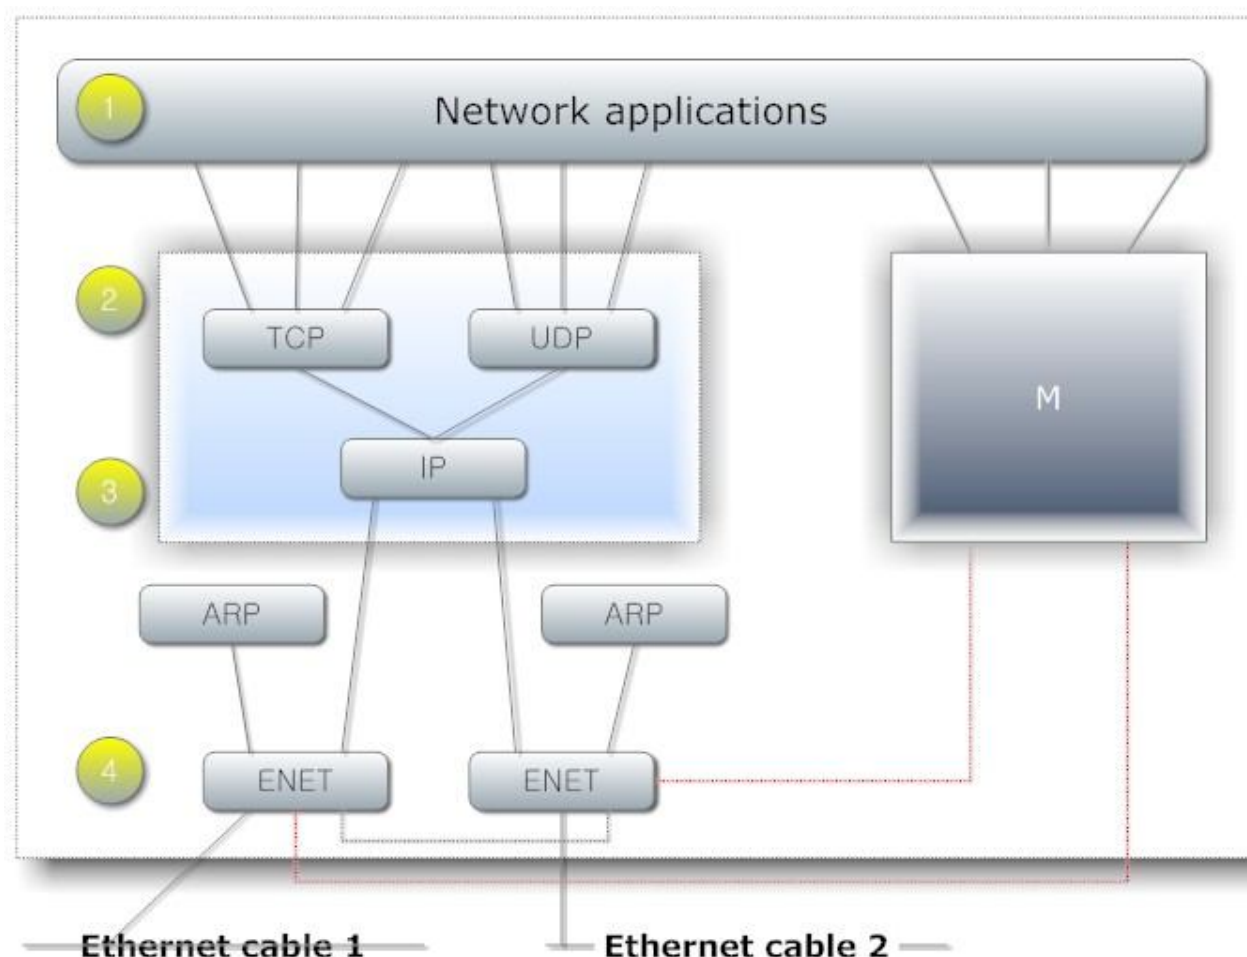 1
Network applications
2
TCP
UDP
M
3
IP
ARP
ARP
4
ENET
ENET
Ethernet cable 1
Ethernet cable 2